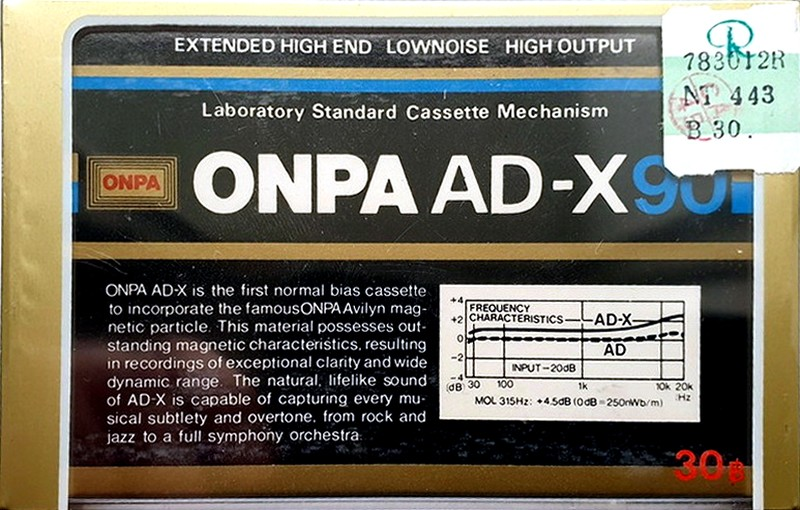 EXTENDED HIGH END LOWNOISE HIGH OUTPUT
R
783012R
NT 443
B 30.
Laboratory Standard Cassette Mechanism
ONPA
ONPA AD-X 90
ONPA AD-X is the first normal bias cassette
to incorporate the famous ONPA Avilyn mag-
netic particle. This material possesses out-
standing magnetic characteristics, resulting
in recordings of exceptional clarity and wide
dynamic range. The natural, lifelike sound
of AD-X is capable of capturing every mu-
sical subtlety and overtone, from rock and
jazz to a full symphony orchestra
FREQUENCY
CHARACTERISTICS
AD-X
AD
INPUT-20dB
+4
+2
0
-2
-4
(dB) 30 100 1k 10k 20k
Hz
MOL 315Hz: +4.5dB (0dB=250nWb/m)
30฿